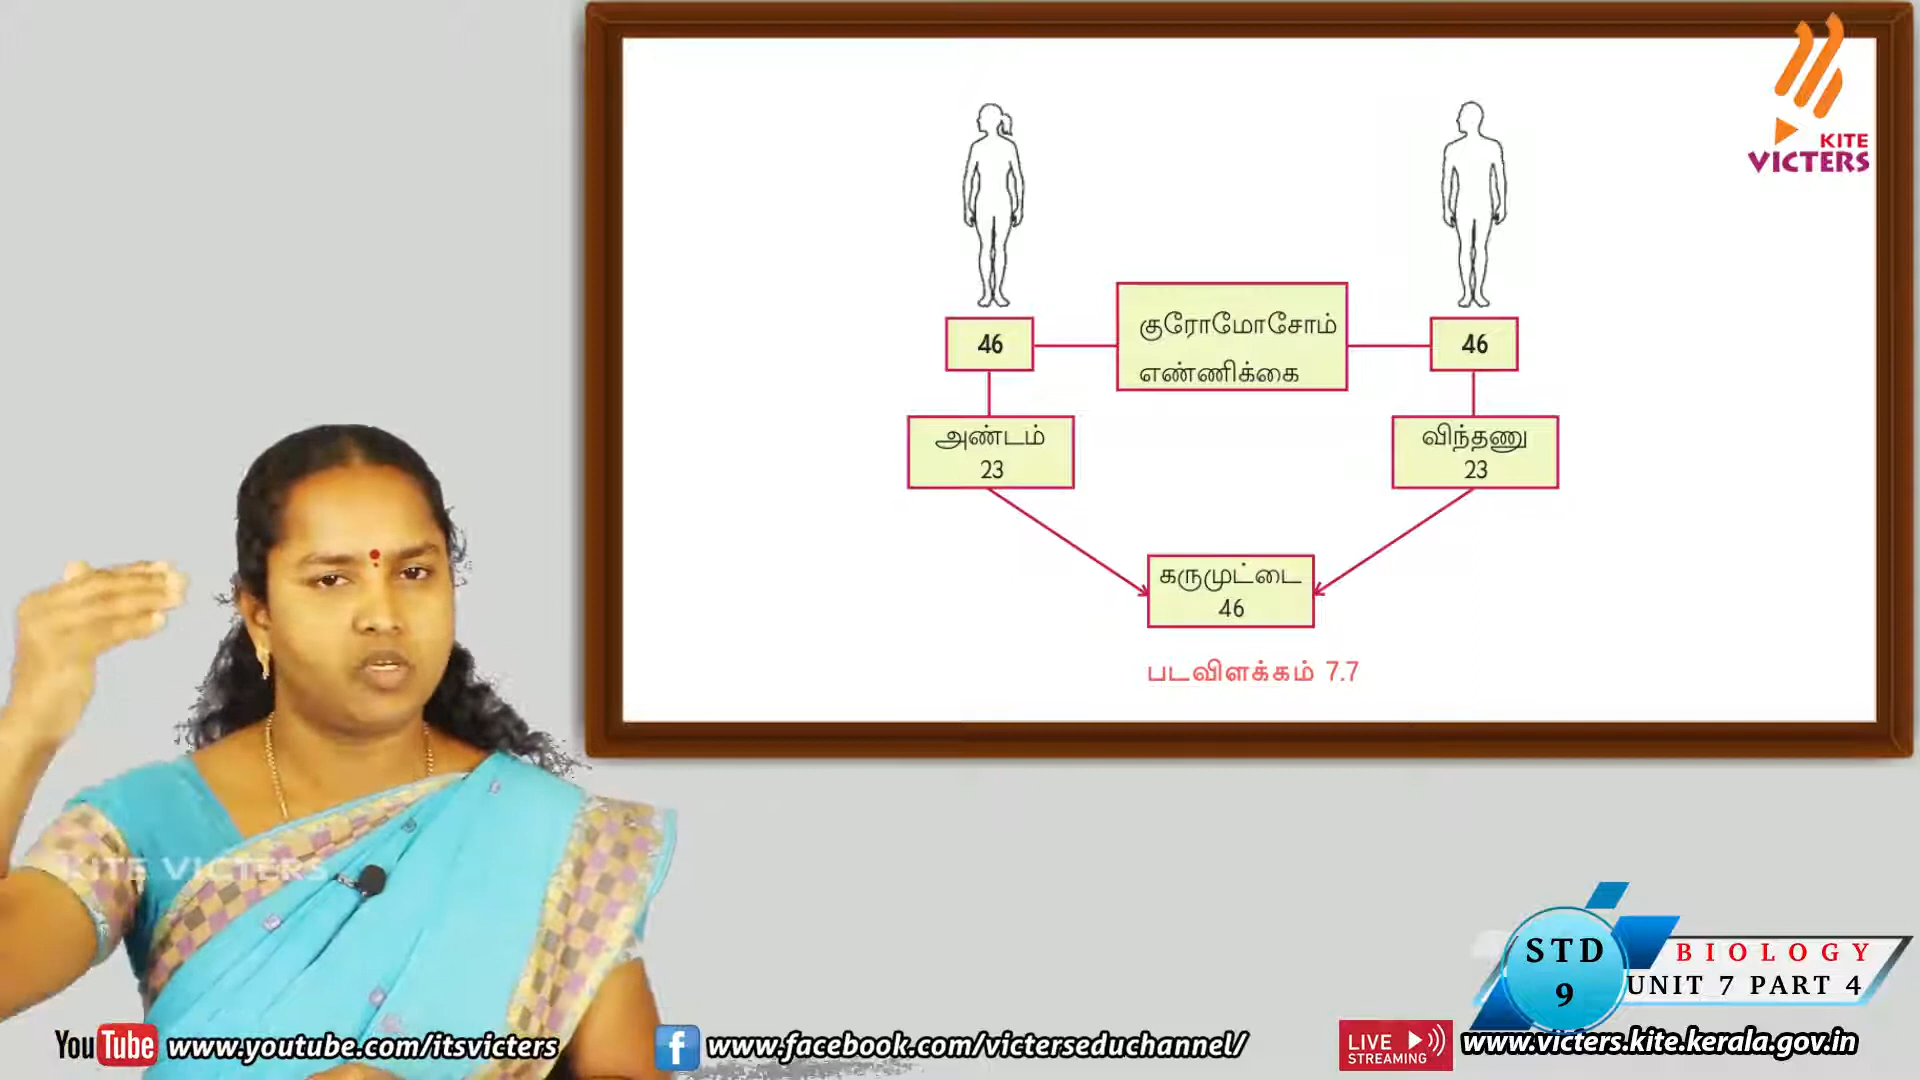 KITE
VICTERS
குரோமோசோம்
எண்ணிக்கை
46
46
அண்டம்
23
விந்தணு
23
கருமுட்டை
46
படவிளக்கம் 7.7
KITE VICTERS
STD
9
BIOLOGY
UNIT 7 PART 4
YouTube www.youtube.com/itsvicters
f www.facebook.com/victerseduchannel/
LIVE
STREAMING
www.victers.kite.kerala.gov.in